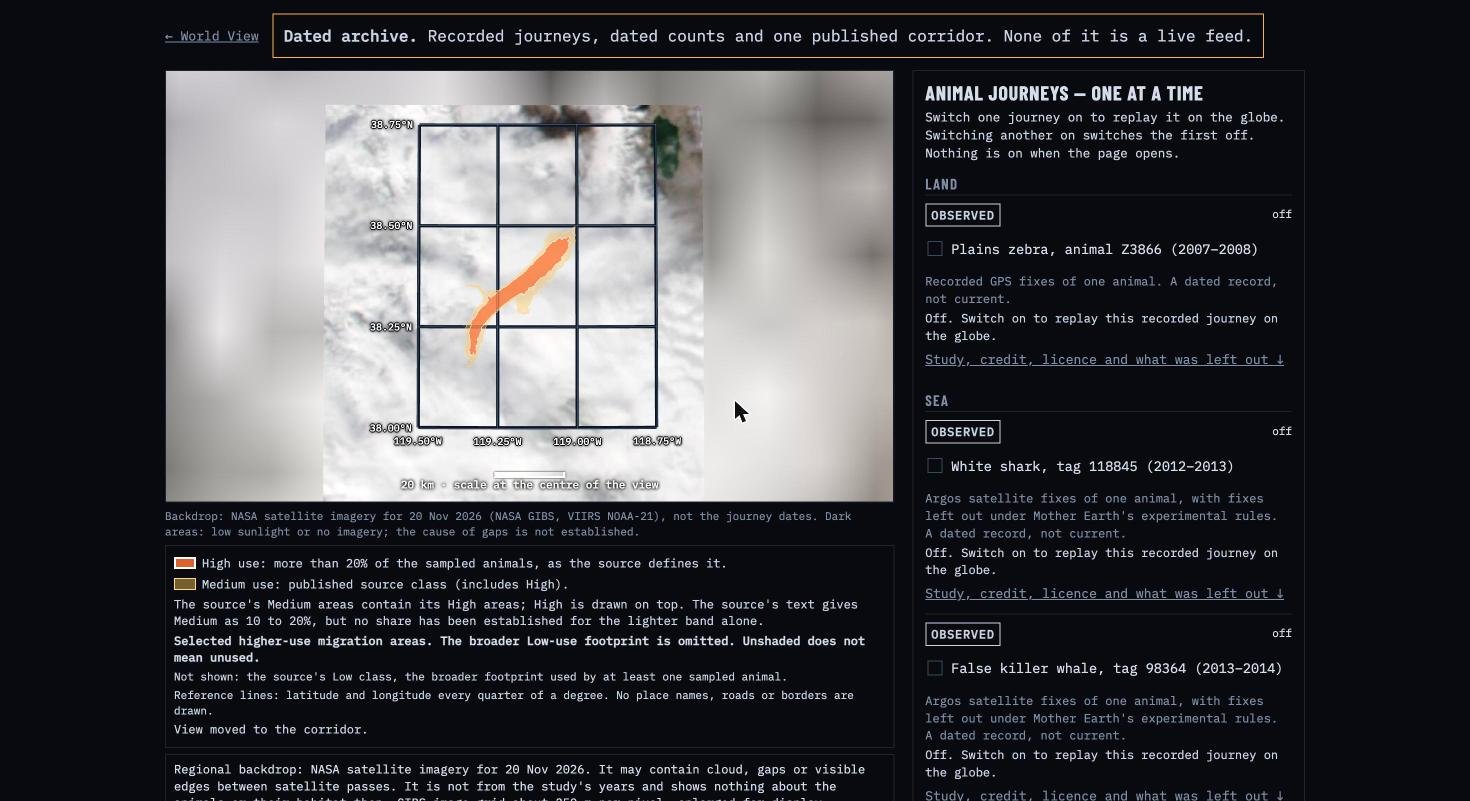 ← World View
Dated archive. Recorded journeys, dated counts and one published corridor. None of it is a live feed.
38.75°N
38.50°N
38.25°N
38.00°N
119.50°W
119.25°W
119.00°W
118.75°W
20 km · scale at the centre of the view
Backdrop: NASA satellite imagery for 20 Nov 2026 (NASA GIBS, VIIRS NOAA-21), not the journey dates. Dark
areas: low sunlight or no imagery; the cause of gaps is not established.
High use: more than 20% of the sampled animals, as the source defines it.
Medium use: published source class (includes High).
The source's Medium areas contain its High areas; High is drawn on top. The source's text gives
Medium as 10 to 20%, but no share has been established for the lighter band alone.
Selected higher-use migration areas. The broader Low-use footprint is omitted. Unshaded does not
mean unused.
Not shown: the source's Low class, the broader footprint used by at least one sampled animal.
Reference lines: latitude and longitude every quarter of a degree. No place names, roads or borders are
drawn.
View moved to the corridor.
Regional backdrop: NASA satellite imagery for 20 Nov 2026. It may contain cloud, gaps or visible
edges between satellite passes. It is not from the study's years and shows nothing about the
ANIMAL JOURNEYS — ONE AT A TIME
Switch one journey on to replay it on the globe.
Switching another on switches the first off.
Nothing is on when the page opens.
LAND
OBSERVED
off
Plains zebra, animal Z3866 (2007–2008)
Recorded GPS fixes of one animal. A dated record,
not current.
Off. Switch on to replay this recorded journey on
the globe.
Study, credit, licence and what was left out ↓
SEA
OBSERVED
off
White shark, tag 118845 (2012–2013)
Argos satellite fixes of one animal, with fixes
left out under Mother Earth's experimental rules.
A dated record, not current.
Off. Switch on to replay this recorded journey on
the globe.
Study, credit, licence and what was left out ↓
OBSERVED
off
False killer whale, tag 98364 (2013–2014)
Argos satellite fixes of one animal, with fixes
left out under Mother Earth's experimental rules.
A dated record, not current.
Off. Switch on to replay this recorded journey on
the globe.
Study, credit, licence and what was left out ↓